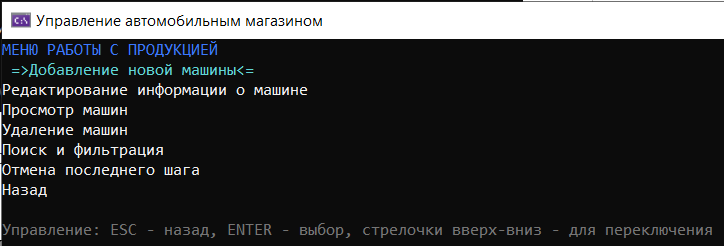 Управление автомобильным магазином
МЕНЮ РАБОТЫ С ПРОДУКЦИЕЙ
=>Добавление новой машины<=
Редактирование информации о машине
Просмотр машин
Удаление машин
Поиск и фильтрация
Отмена последнего шага
Назад
Управление: ESC - назад, ENTER - выбор, стрелочки вверх-вниз - для переключения